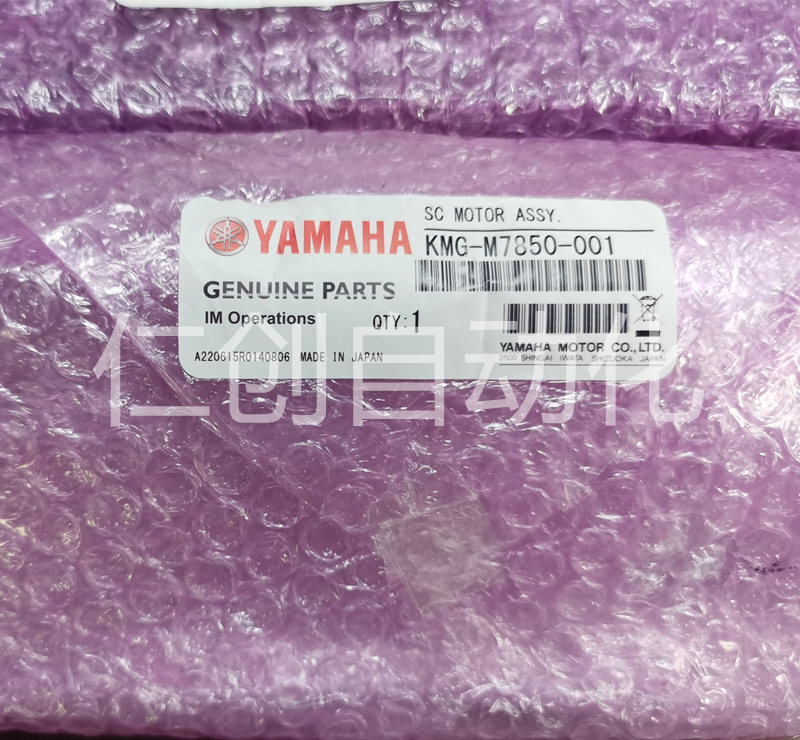 SC MOTOR ASSY.
YAMAHA
KMG-M7850-001
GENUINE PARTS
IM Operations
QTY:1
YAMAHA MOTOR CO., LTD.
2500 SHINGAI IWATA SHIZUOKA JAPAN
A220615R0140806 MADE IN JAPAN
仁创自动化